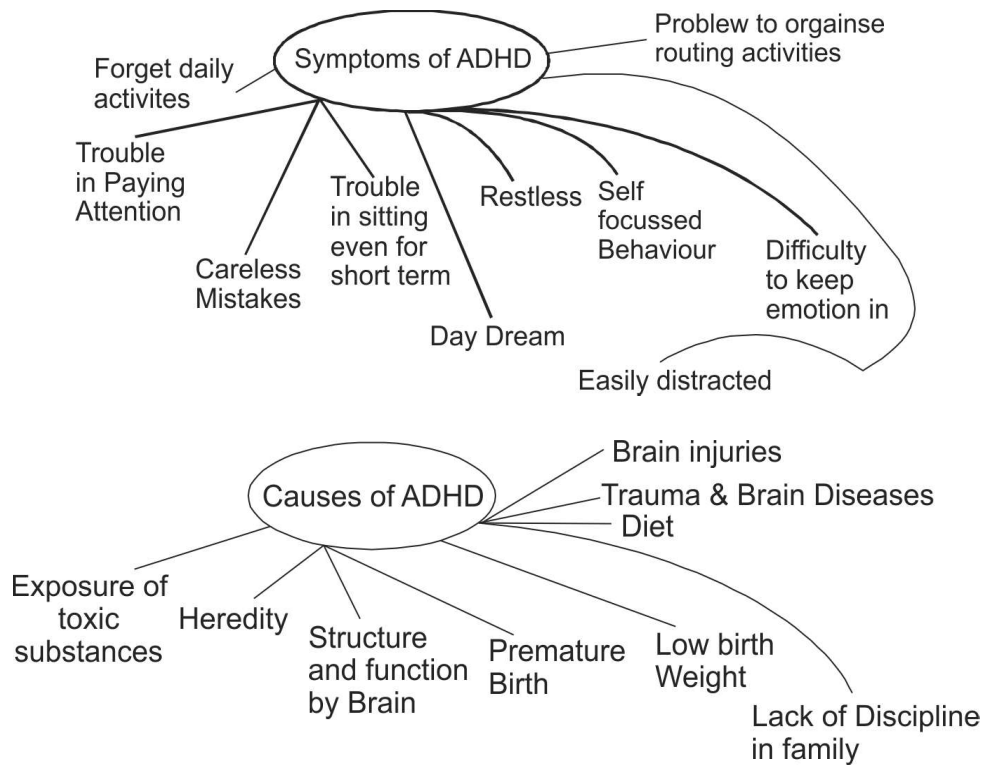 Symptoms of ADHD
Problew to orgainse
routing activities
Forget daily
activites
Trouble
in Paying
Attention
Careless
Mistakes
Trouble
in sitting
even for
short term
Day Dream
Restless
Self
focussed
Behaviour
Difficulty
to keep
emotion in
Easily distracted
Causes of ADHD
Brain injuries
Trauma & Brain Diseases
Diet
Exposure of
toxic
substances
Heredity
Structure
and function
by Brain
Premature
Birth
Low birth
Weight
Lack of Discipline
in family